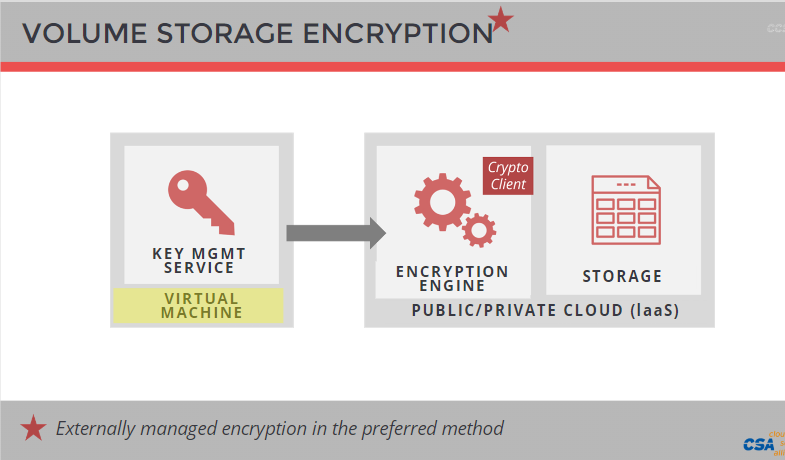 VOLUME STORAGE ENCRYPTION
Crypto
Client
KEY MGMT
SERVICE
VIRTUAL
MACHINE
ENCRYPTION
ENGINE
STORAGE
PUBLIC/PRIVATE CLOUD (IaaS)
Externally managed encryption in the preferred method
CSA